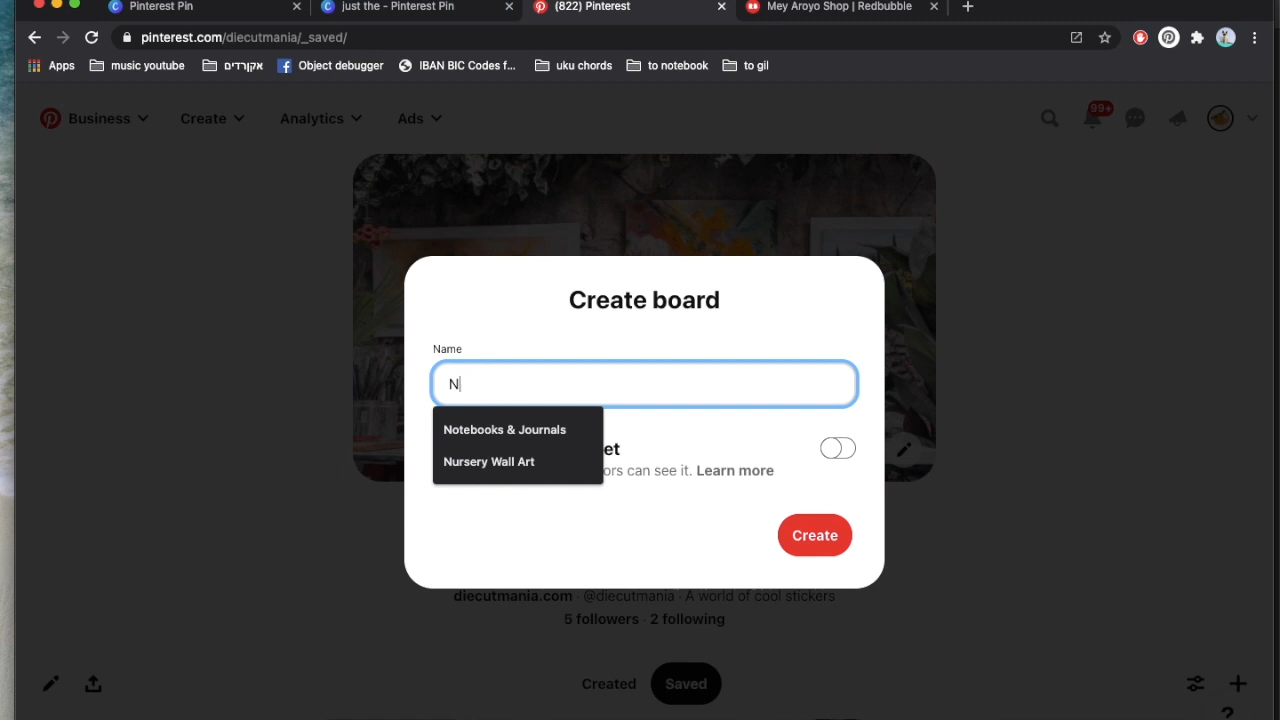 Pinterest Pin
just the - Pinterest Pin
(822) Pinterest
Mey Aroyo Shop | Redbubble
pinterest.com/diecutmania/_saved/
Apps
music youtube
אקורדים
Object debugger
IBAN BIC Codes f...
uku chords
to notebook
to gil
Business
Create
Analytics
Ads
99+
Create board
Name
N
Notebooks & Journals
Nursery Wall Art
et
ors can see it. Learn more
Create
diecutmania.com · @diecutmania · A world of cool stickers
5 followers · 2 following
Created
Saved
?